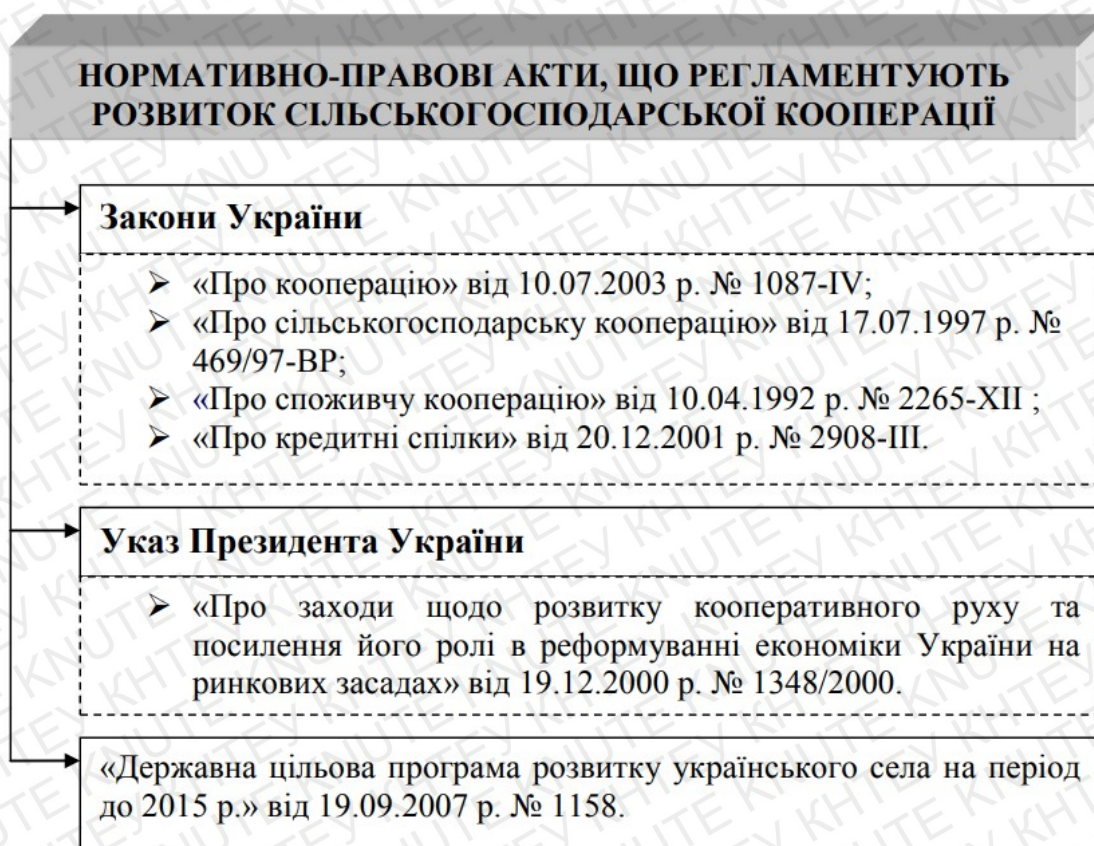 НОРМАТИВНО-ПРАВОВІ АКТИ, ЩО РЕГЛАМЕНТУЮТЬ
РОЗВИТОК СІЛЬСЬКОГОСПОДАРСЬКОЇ КООПЕРАЦІЇ
Закони України
➢ «Про кооперацію» від 10.07.2003 р. № 1087-IV;
➢ «Про сільськогосподарську кооперацію» від 17.07.1997 р. №
469/97-ВР;
➢ «Про споживчу кооперацію» від 10.04.1992 р. № 2265-XII ;
➢ «Про кредитні спілки» від 20.12.2001 р. № 2908-III.
Указ Президента України
➢ «Про заходи щодо розвитку кооперативного руху та
посилення його ролі в реформуванні економіки України на
ринкових засадах» від 19.12.2000 р. № 1348/2000.
«Державна цільова програма розвитку українського села на період
до 2015 р.» від 19.09.2007 р. № 1158.